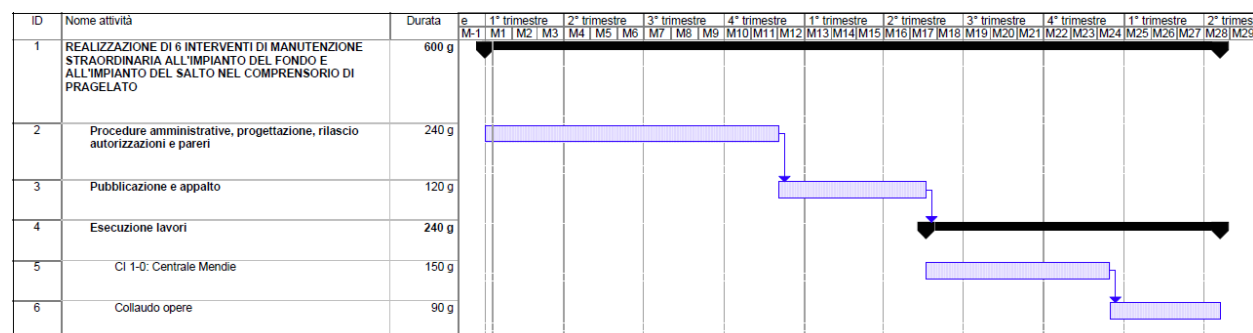 ID Nome attività Durata e 1° trimestre 2° trimestre 3° trimestre 4° trimestre 1° trimestre 2° trimestre 3° trimestre 4° trimestre 1° trimestre 2° trimes
M-1 M1 M2 M3 M4 M5 M6 M7 M8 M9 M10 M11 M12 M13 M14 M15 M16 M17 M18 M19 M20 M21 M22 M23 M24 M25 M26 M27 M28 M29
1 REALIZZAZIONE DI 6 INTERVENTI DI MANUTENZIONE 600 g
STRAORDINARIA ALL'IMPIANTO DEL FONDO E
ALL'IMPIANTO DEL SALTO NEL COMPRENSORIO DI
PRAGELATO
2 Procedure amministrative, progettazione, rilascio 240 g
autorizzazioni e pareri
3 Pubblicazione e appalto 120 g
4 Esecuzione lavori 240 g
5 CI 1-0: Centrale Mendie 150 g
6 Collaudo opere 90 g